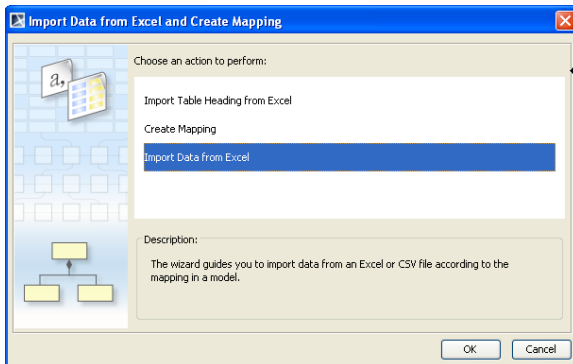 Import Data from Excel and Create Mapping
a,
Choose an action to perform:
Import Table Heading from Excel
Create Mapping
Import Data from Excel
Description:
The wizard guides you to import data from an Excel or CSV file according to the
mapping in a model.
OK Cancel